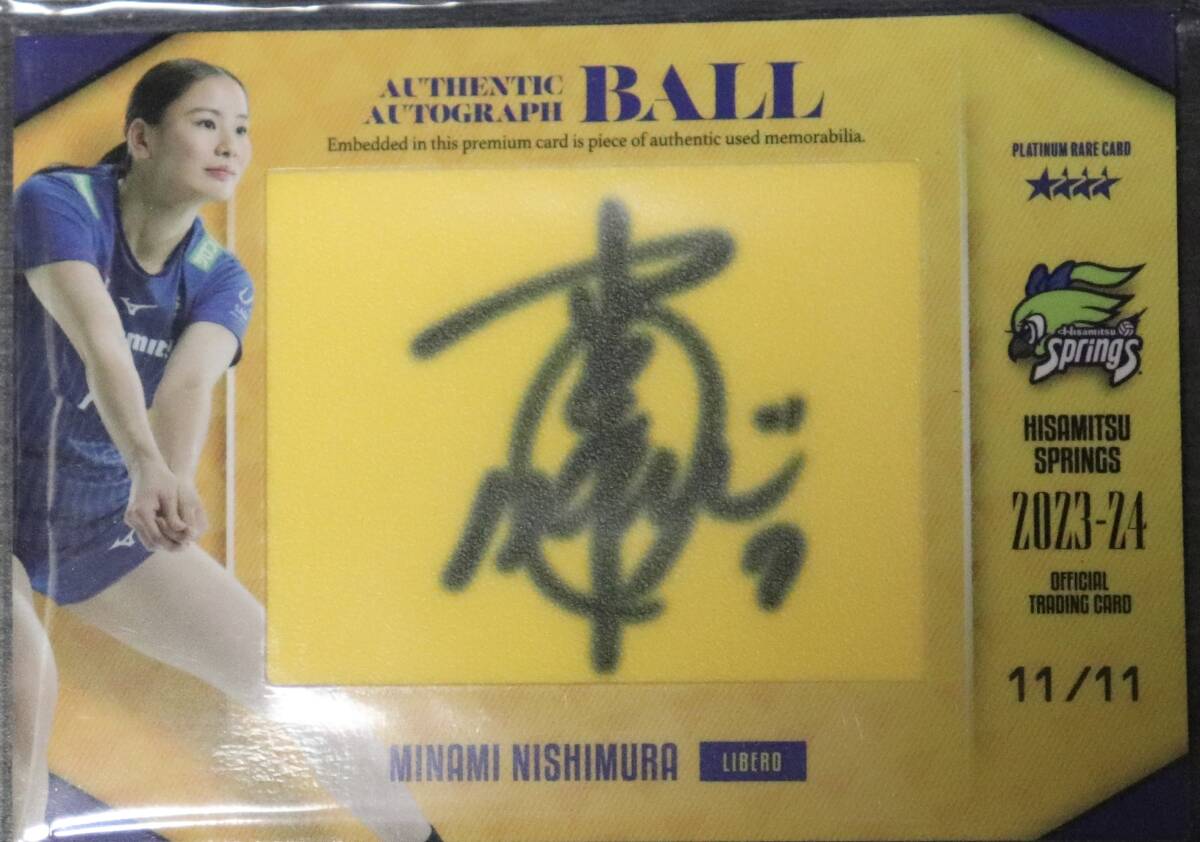 AUTHENTIC
AUTOGRAPH
BALL
Embedded in this premium card is piece of authentic used memorabilia.
PLATINUM RARE CARD
Hisamitsu
Springs
HISAMITSU
SPRINGS
2023-24
OFFICIAL
TRADING CARD
11/11
MINAMI NISHIMURA
LIBERO